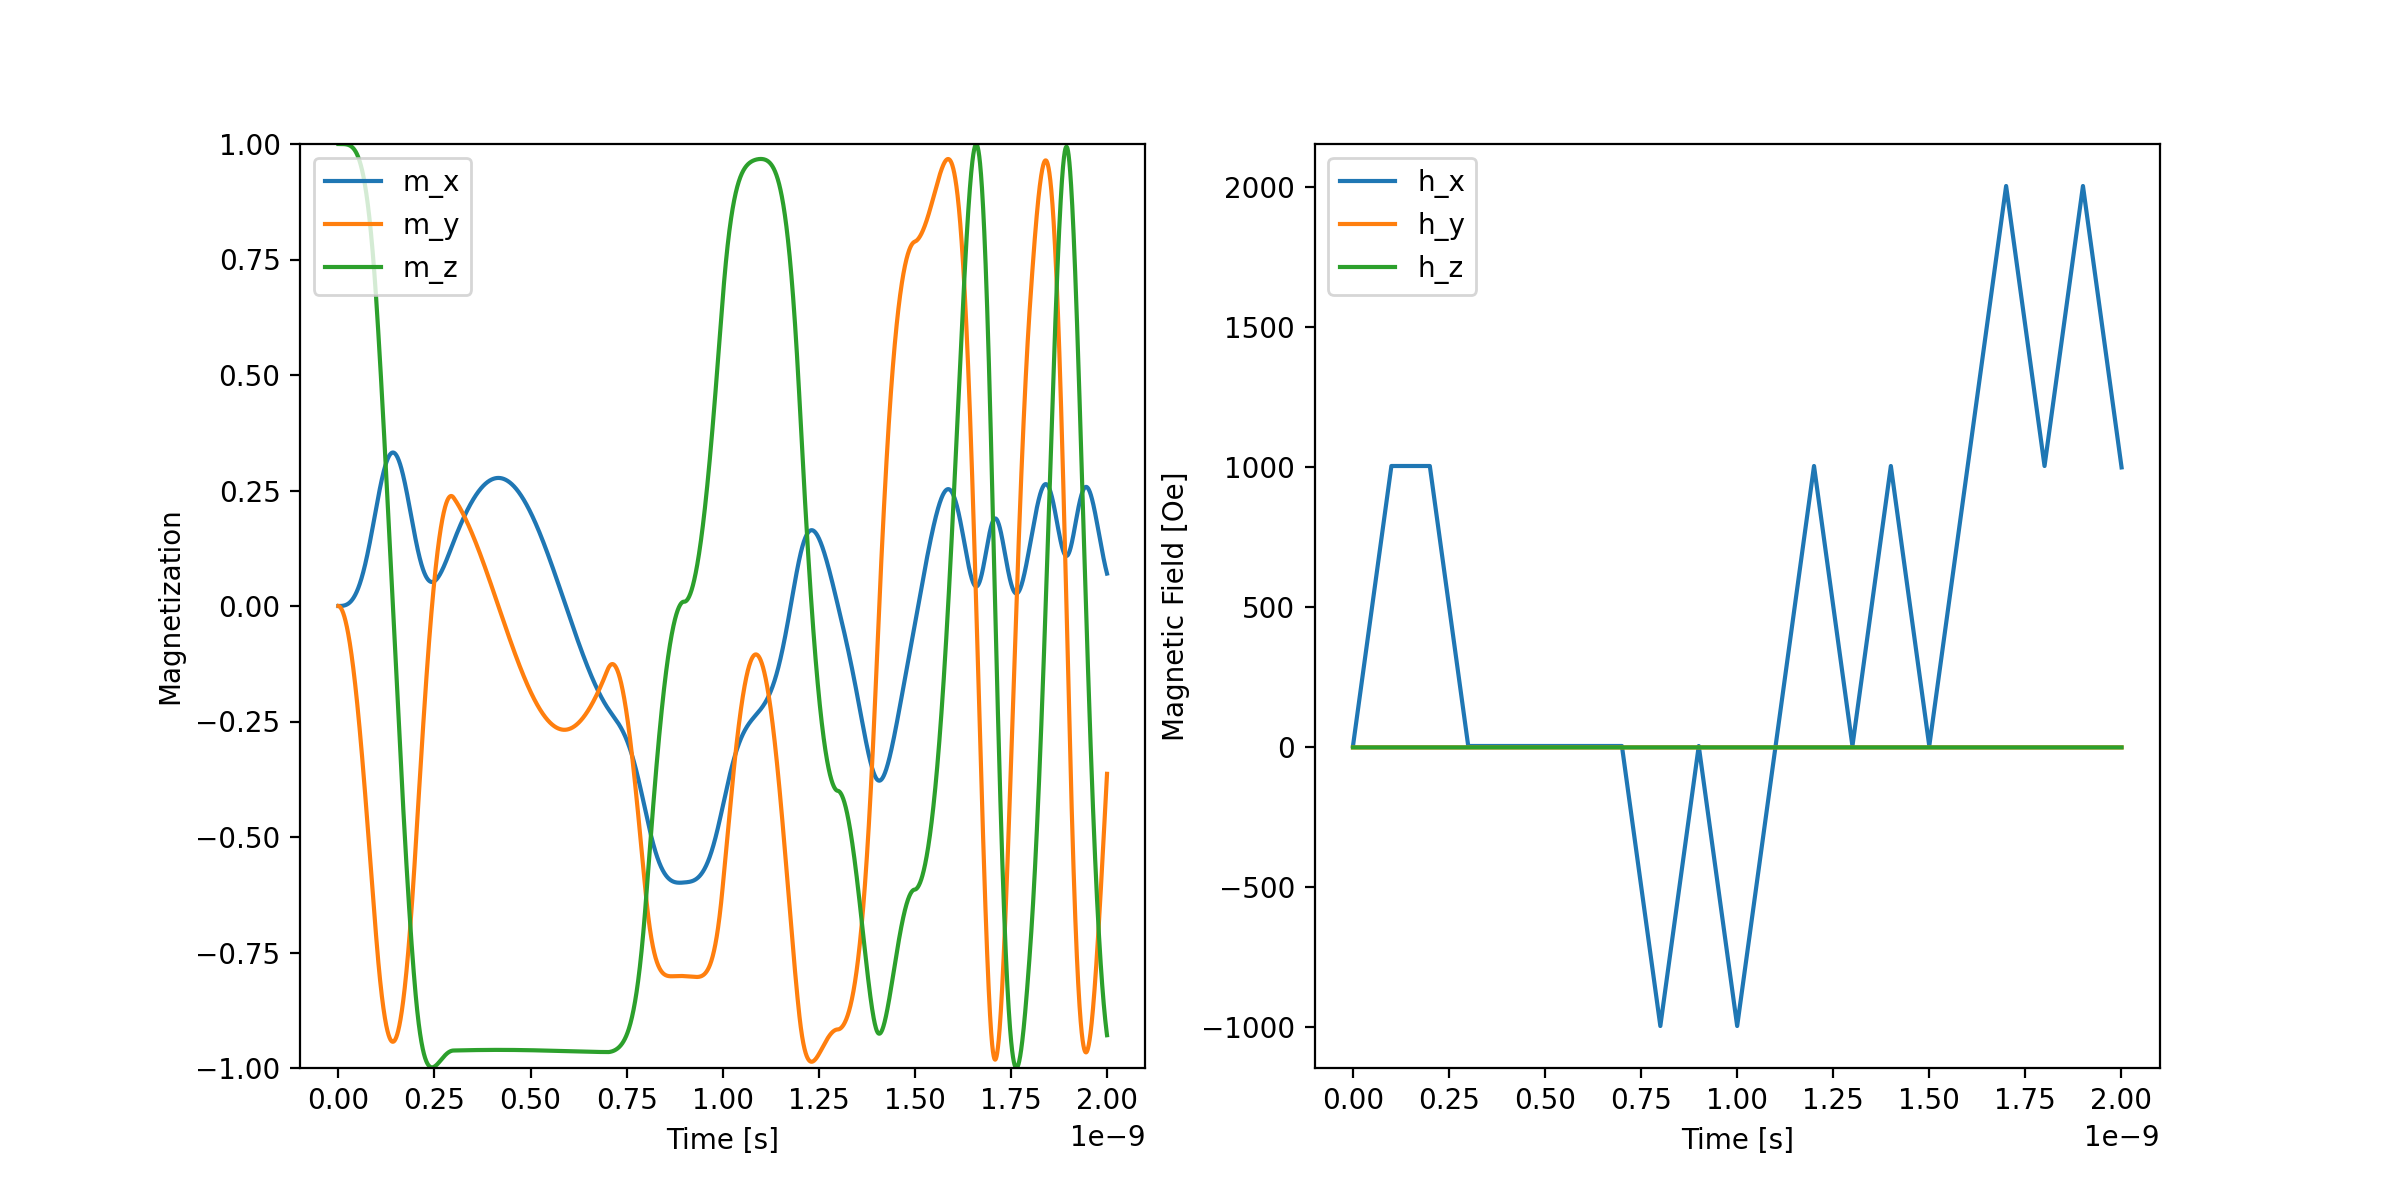 m_x
m_y
m_z
1.00
0.75
0.50
0.25
0.00
−0.25
−0.50
−0.75
−1.00
Magnetization
0.00 0.25 0.50 0.75 1.00 1.25 1.50 1.75 2.00
Time [s]
1e−9
h_x
h_y
h_z
2000
1500
1000
500
0
−500
−1000
Magnetic Field [Oe]
0.00 0.25 0.50 0.75 1.00 1.25 1.50 1.75 2.00
Time [s]
1e−9